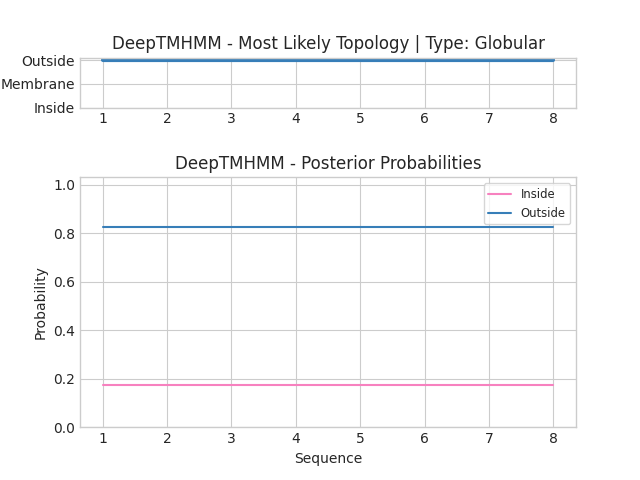 DeepTMHMM - Most Likely Topology | Type: Globular
Outside
Membrane
Inside
1 2 3 4 5 6 7 8
DeepTMHMM - Posterior Probabilities
1.0
0.8
0.6
0.4
0.2
0.0
Probability
Inside
Outside
1 2 3 4 5 6 7 8
Sequence